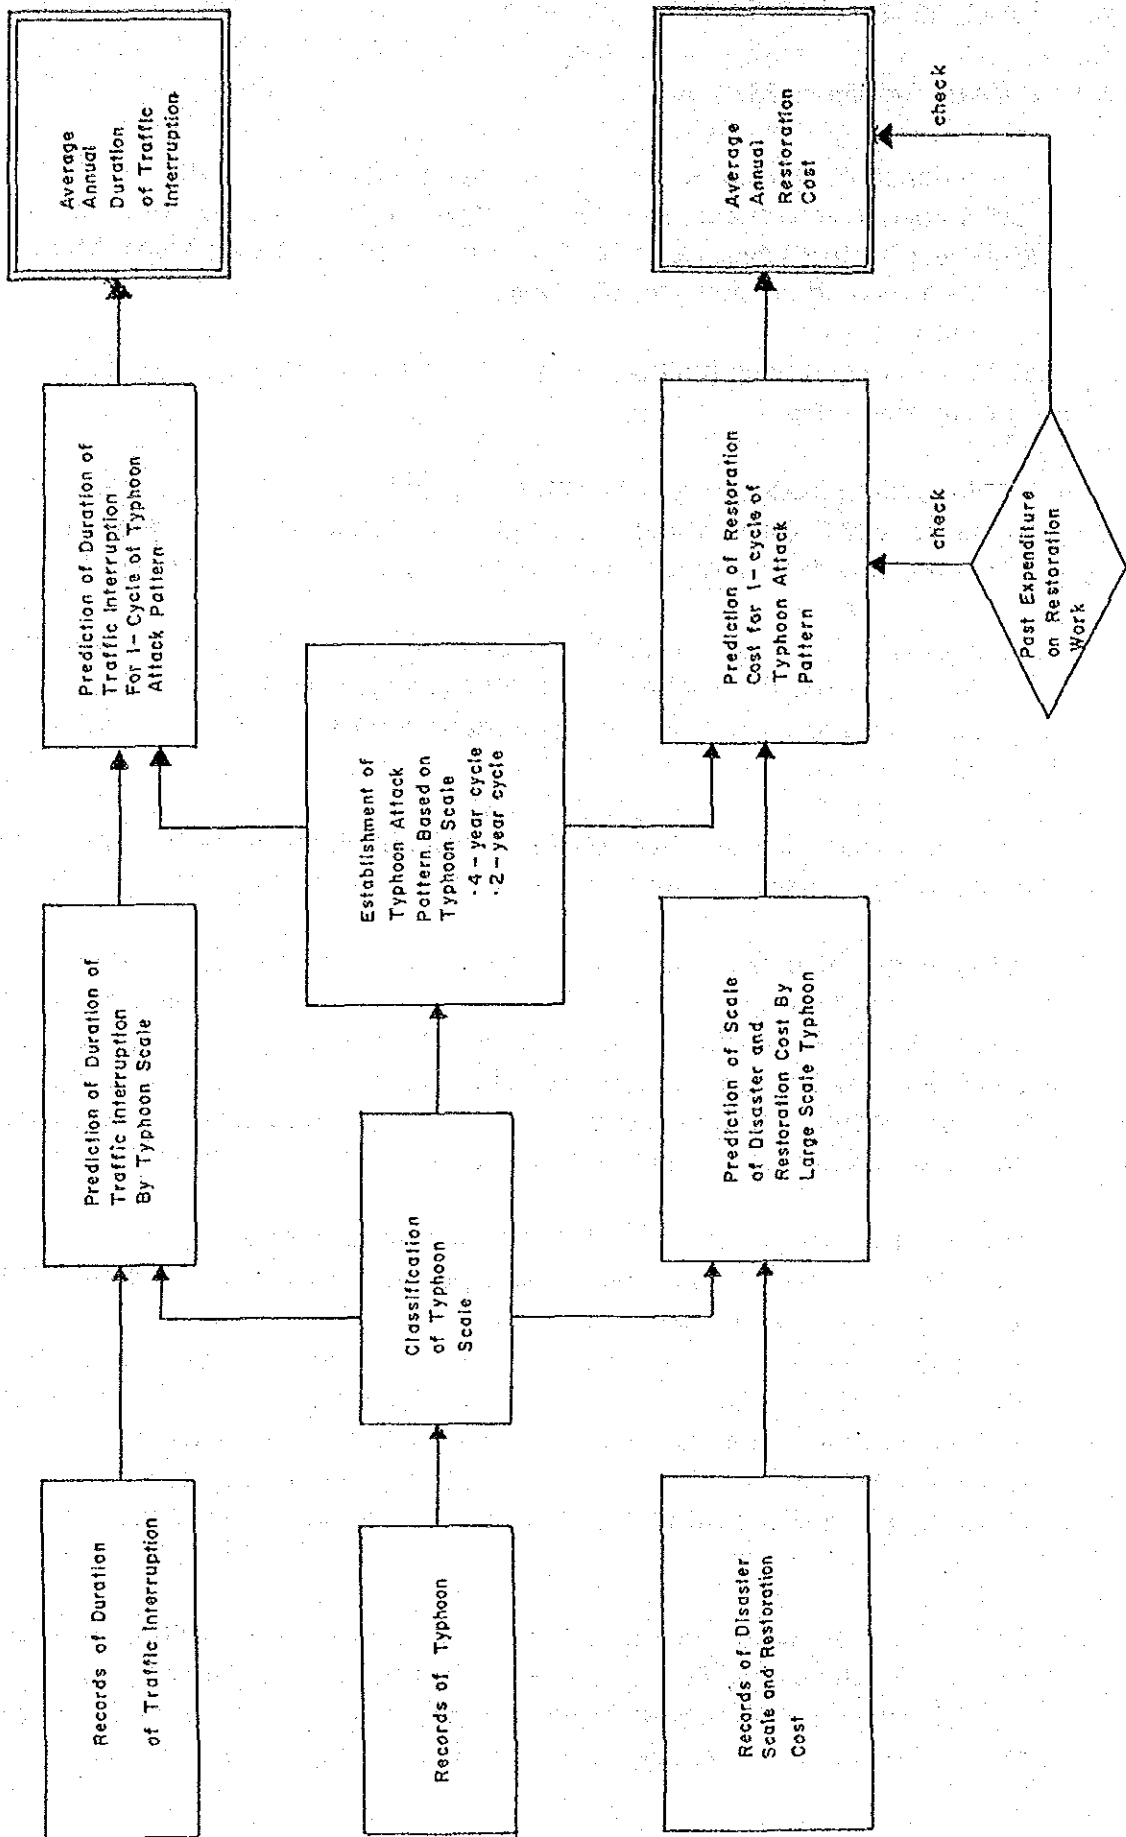 Records of Duration
of Traffic Interruption
Prediction of Duration of
Traffic Interruption
By Typhoon Scale
Prediction of Duration of
Traffic Interruption
For 1-Cycle of Typhoon
Attack Pattern
Average
Annual
Duration
of Traffic
Interruption
Records of Typhoon
Classification
of Typhoon
Scale
Establishment of
Typhoon Attack
Pattern Based on
Typhoon Scale
·4-year cycle
·2-year cycle
Records of Disaster
Scale and Restoration
Cost
Prediction of Scale
of Disaster and
Restoration Cost By
Large Scale Typhoon
Prediction of Restoration
Cost for 1-cycle of
Typhoon Attack
Pattern
Average
Annual
Restoration
Cost
check
check
Past Expenditure
on Restoration
Work